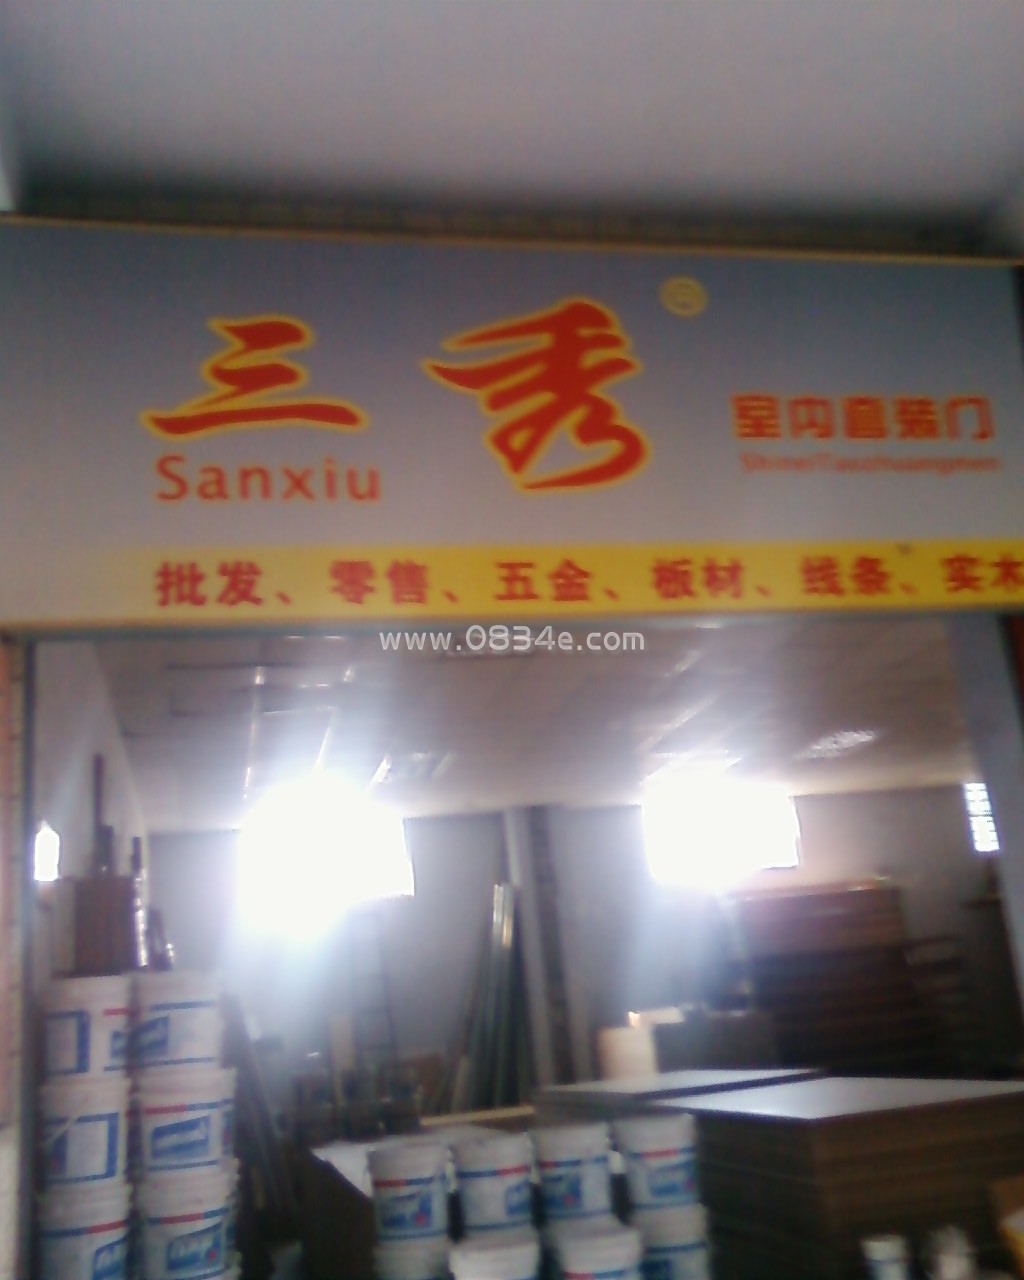 三秀
Sanxiu
室内套装门
批发、零售、五金、板材、线条、实木
www.0834e.com